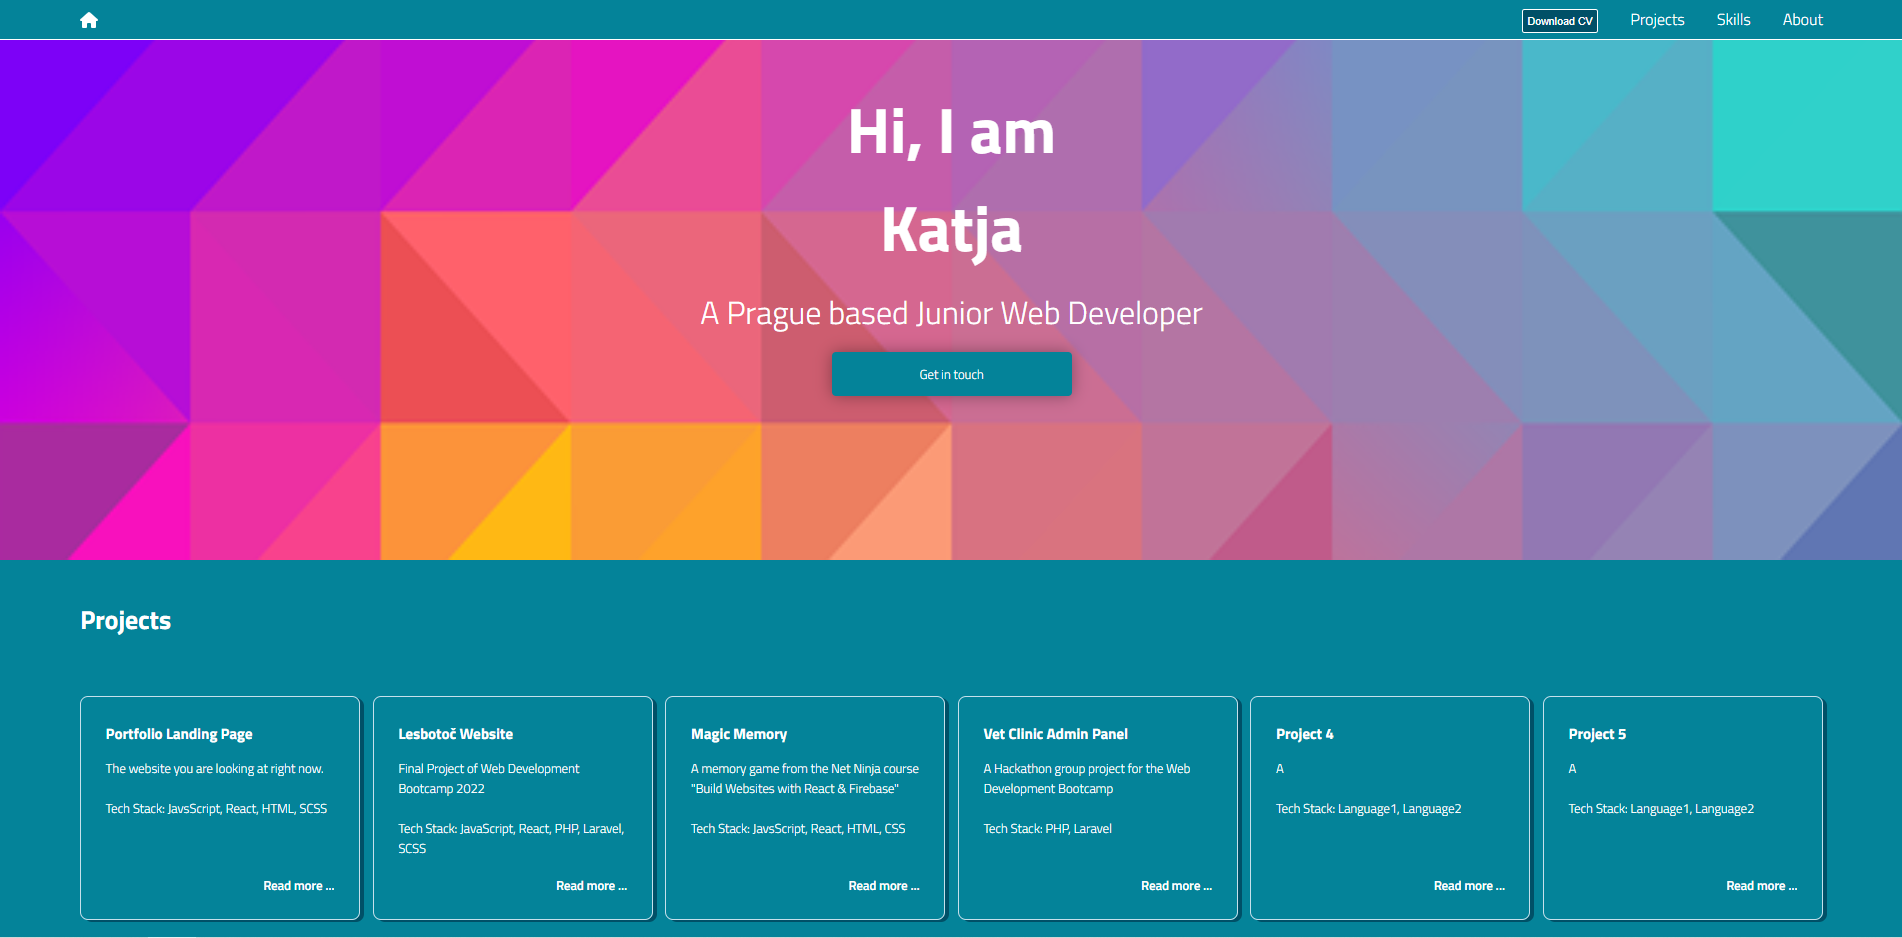 Download CV
Projects
Skills
About
Hi, I am
Katja
A Prague based Junior Web Developer
Get in touch
Projects
Portfolio Landing Page
The website you are looking at right now.
Tech Stack: JavsScript, React, HTML, SCSS
Read more ...
Lesbotoč Website
Final Project of Web Development
Bootcamp 2022
Tech Stack: JavaScript, React, PHP, Laravel,
SCSS
Read more ...
Magic Memory
A memory game from the Net Ninja course
"Build Websites with React & Firebase"
Tech Stack: JavsScript, React, HTML, CSS
Read more ...
Vet Clinic Admin Panel
A Hackathon group project for the Web
Development Bootcamp
Tech Stack: PHP, Laravel
Read more ...
Project 4
A
Tech Stack: Language1, Language2
Read more ...
Project 5
A
Tech Stack: Language1, Language2
Read more ...